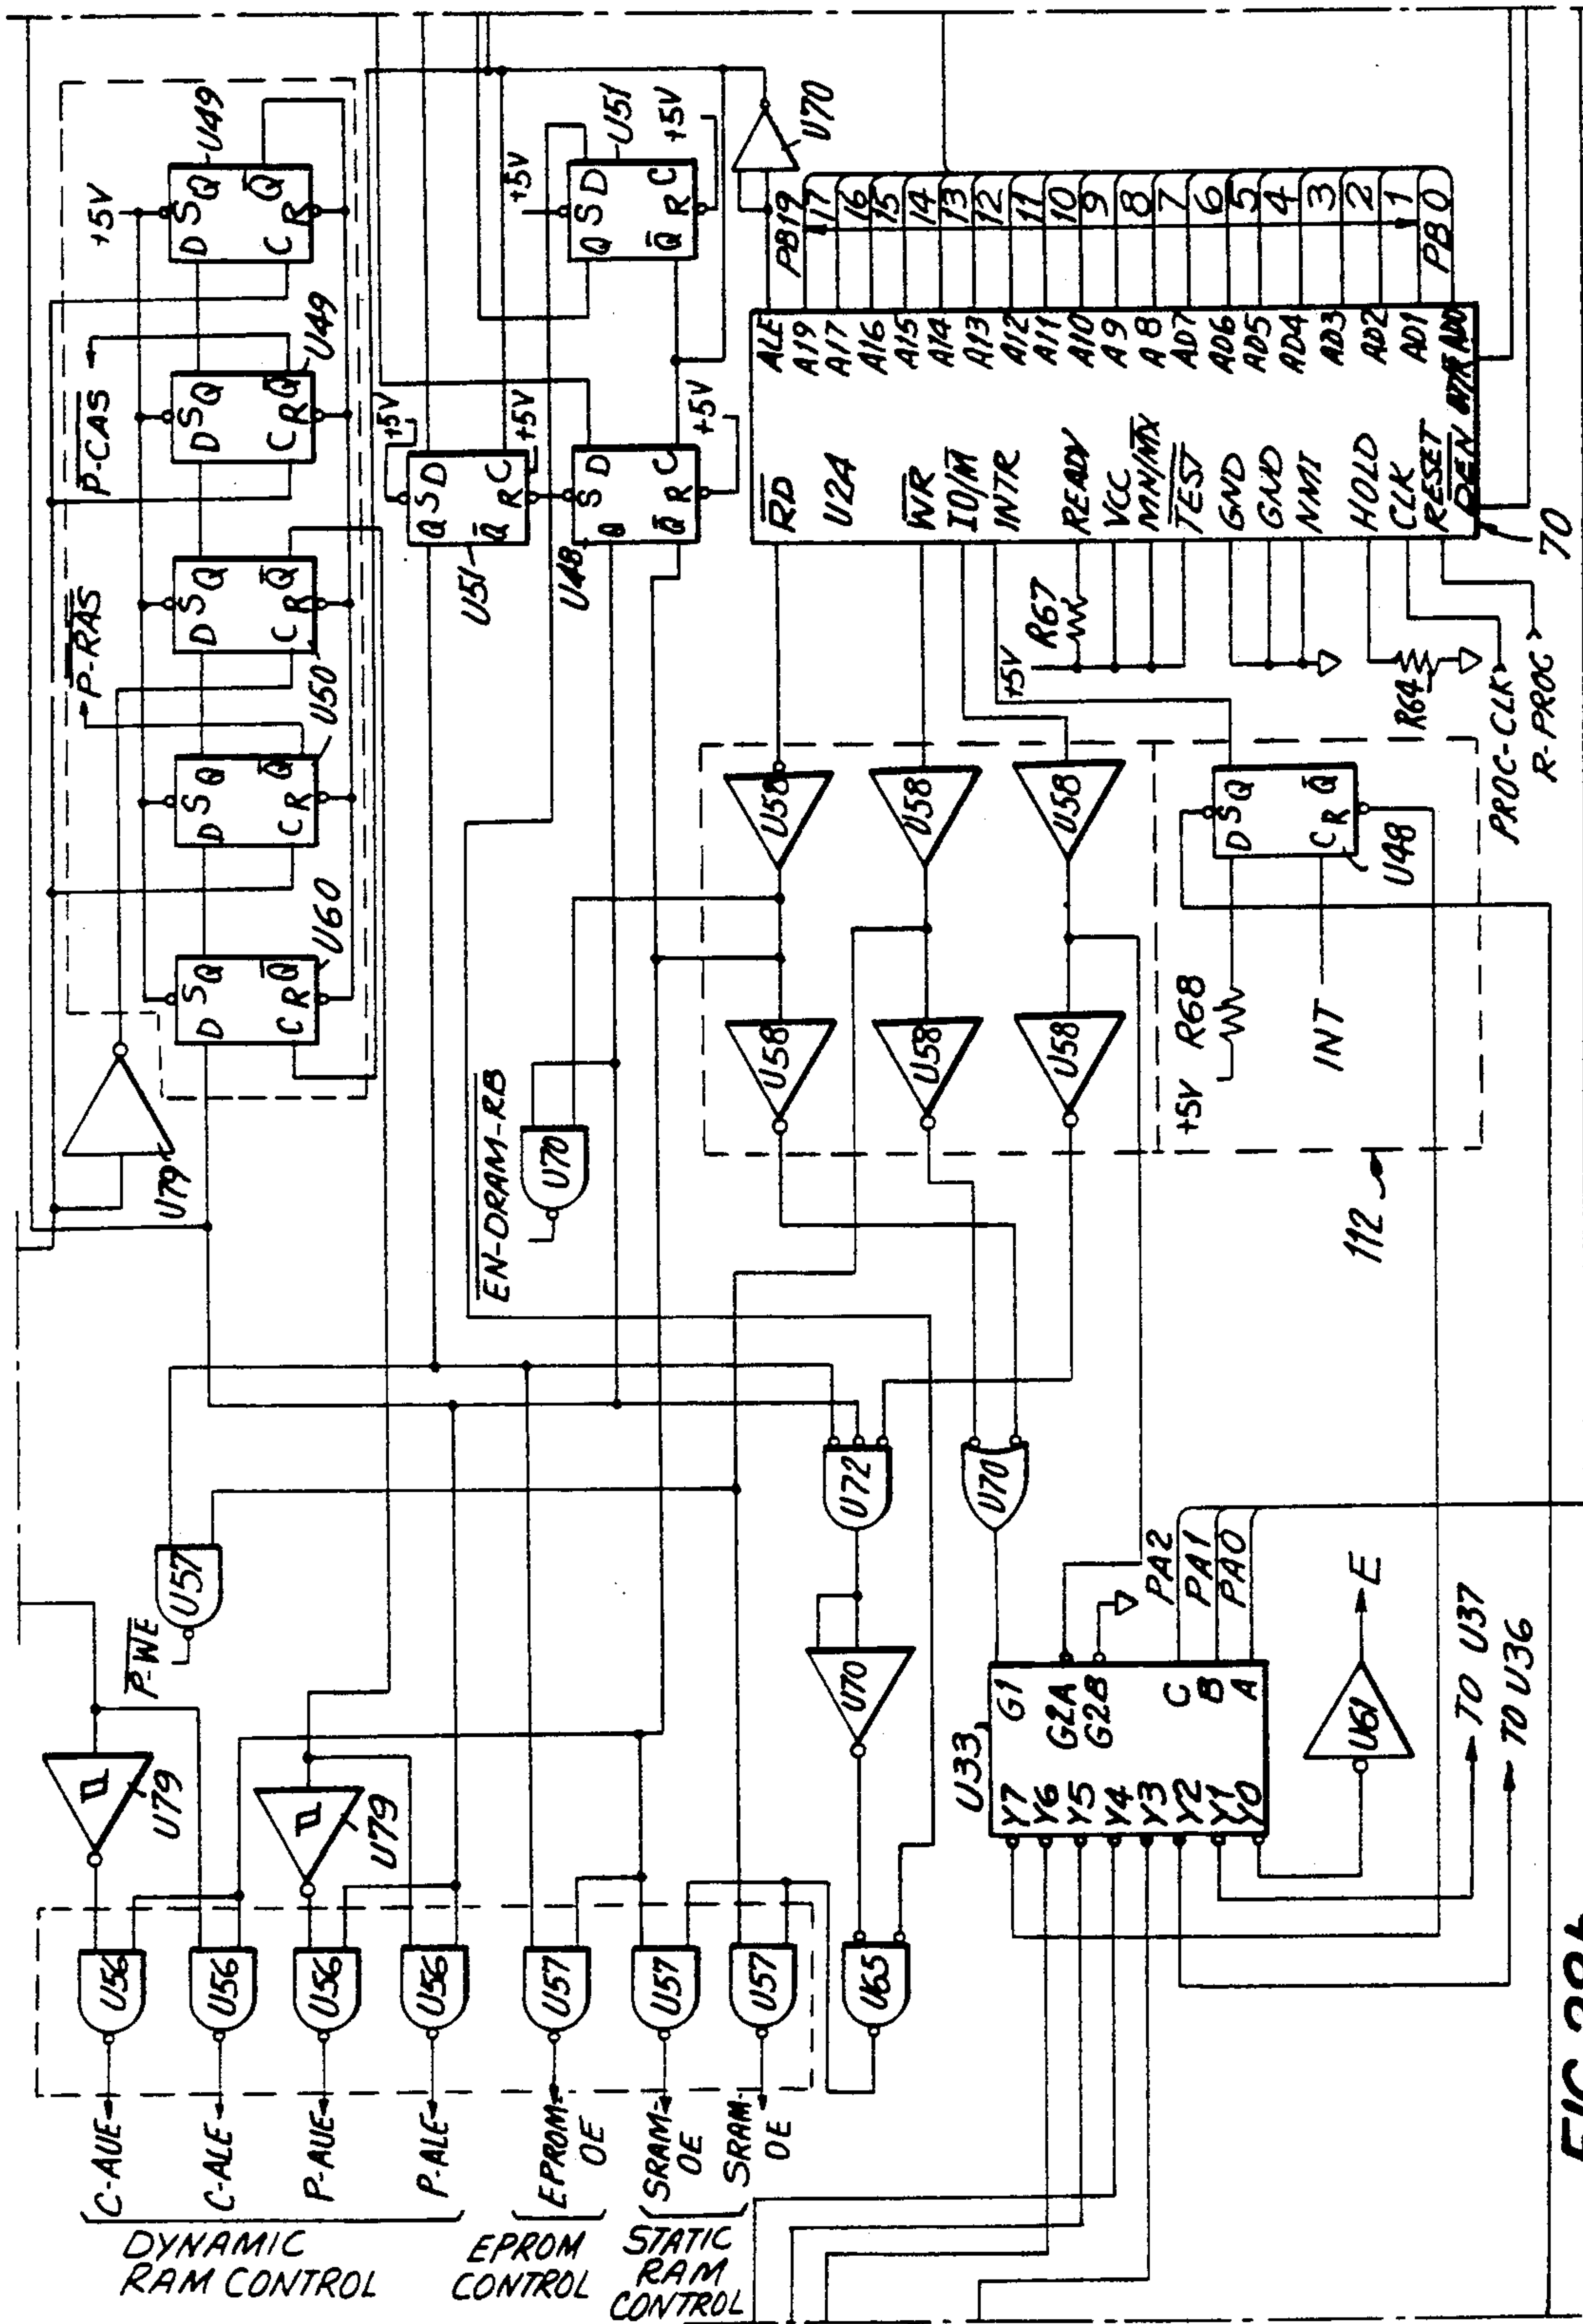 U49
+5V
S
D
Q
Q̅
C
R
P-CAS
U49
D
S
Q
Q̅
C
R
P-RAS
D
S
Q
Q̅
C
R
U50
D
S
Q
Q̅
C
R
U60
D
S
Q
Q̅
C
R
U79
+5V
S
D
Q
Q̅
C
R
U51
+5V
+5V
Q
S
D
Q̅
R
C
U51
+5V
S
D
Q
Q̅
R
C
U48
+5V
U70
PB19
17
16
15
14
13
12
11
10
9
8
7
6
5
4
3
2
1
PB0
ALE
A19
A17
A16
A15
A14
A13
A12
A11
A10
A9
A8
AD7
AD6
AD5
AD4
AD3
AD2
AD1
AD0
R̅D̅
U24
W̅R̅
IO/M̅
INTR
READY
VCC
MN/M̅X̅
T̅E̅S̅T̅
GND
GND
NMI
HOLD
CLK
RESET
D̅E̅N̅
70
R67
+5V
R64
PROC-CLK
R-PROC
U58
U58
U58
U58
U58
U58
D
S
Q
Q̅
C
R
U48
+5V
R68
INT
112
EN-DRAM-RB
U70
P-WE
U57
U72
U70
U70
U65
U79
U79
U33
G1
G2A
G2B
C
B
A
Y7
Y6
Y5
Y4
Y3
Y2
Y1
Y0
PA2
PA1
PA0
U61
E
TO U37
TO U36
U56
U56
U56
U56
U57
U57
U57
C-AUE
C-ALE
P-AUE
P-ALE
EPROM-
OE
SRAM-
OE
SRAM-
OE
DYNAMIC
RAM CONTROL
EPROM
CONTROL
STATIC
RAM
CONTROL